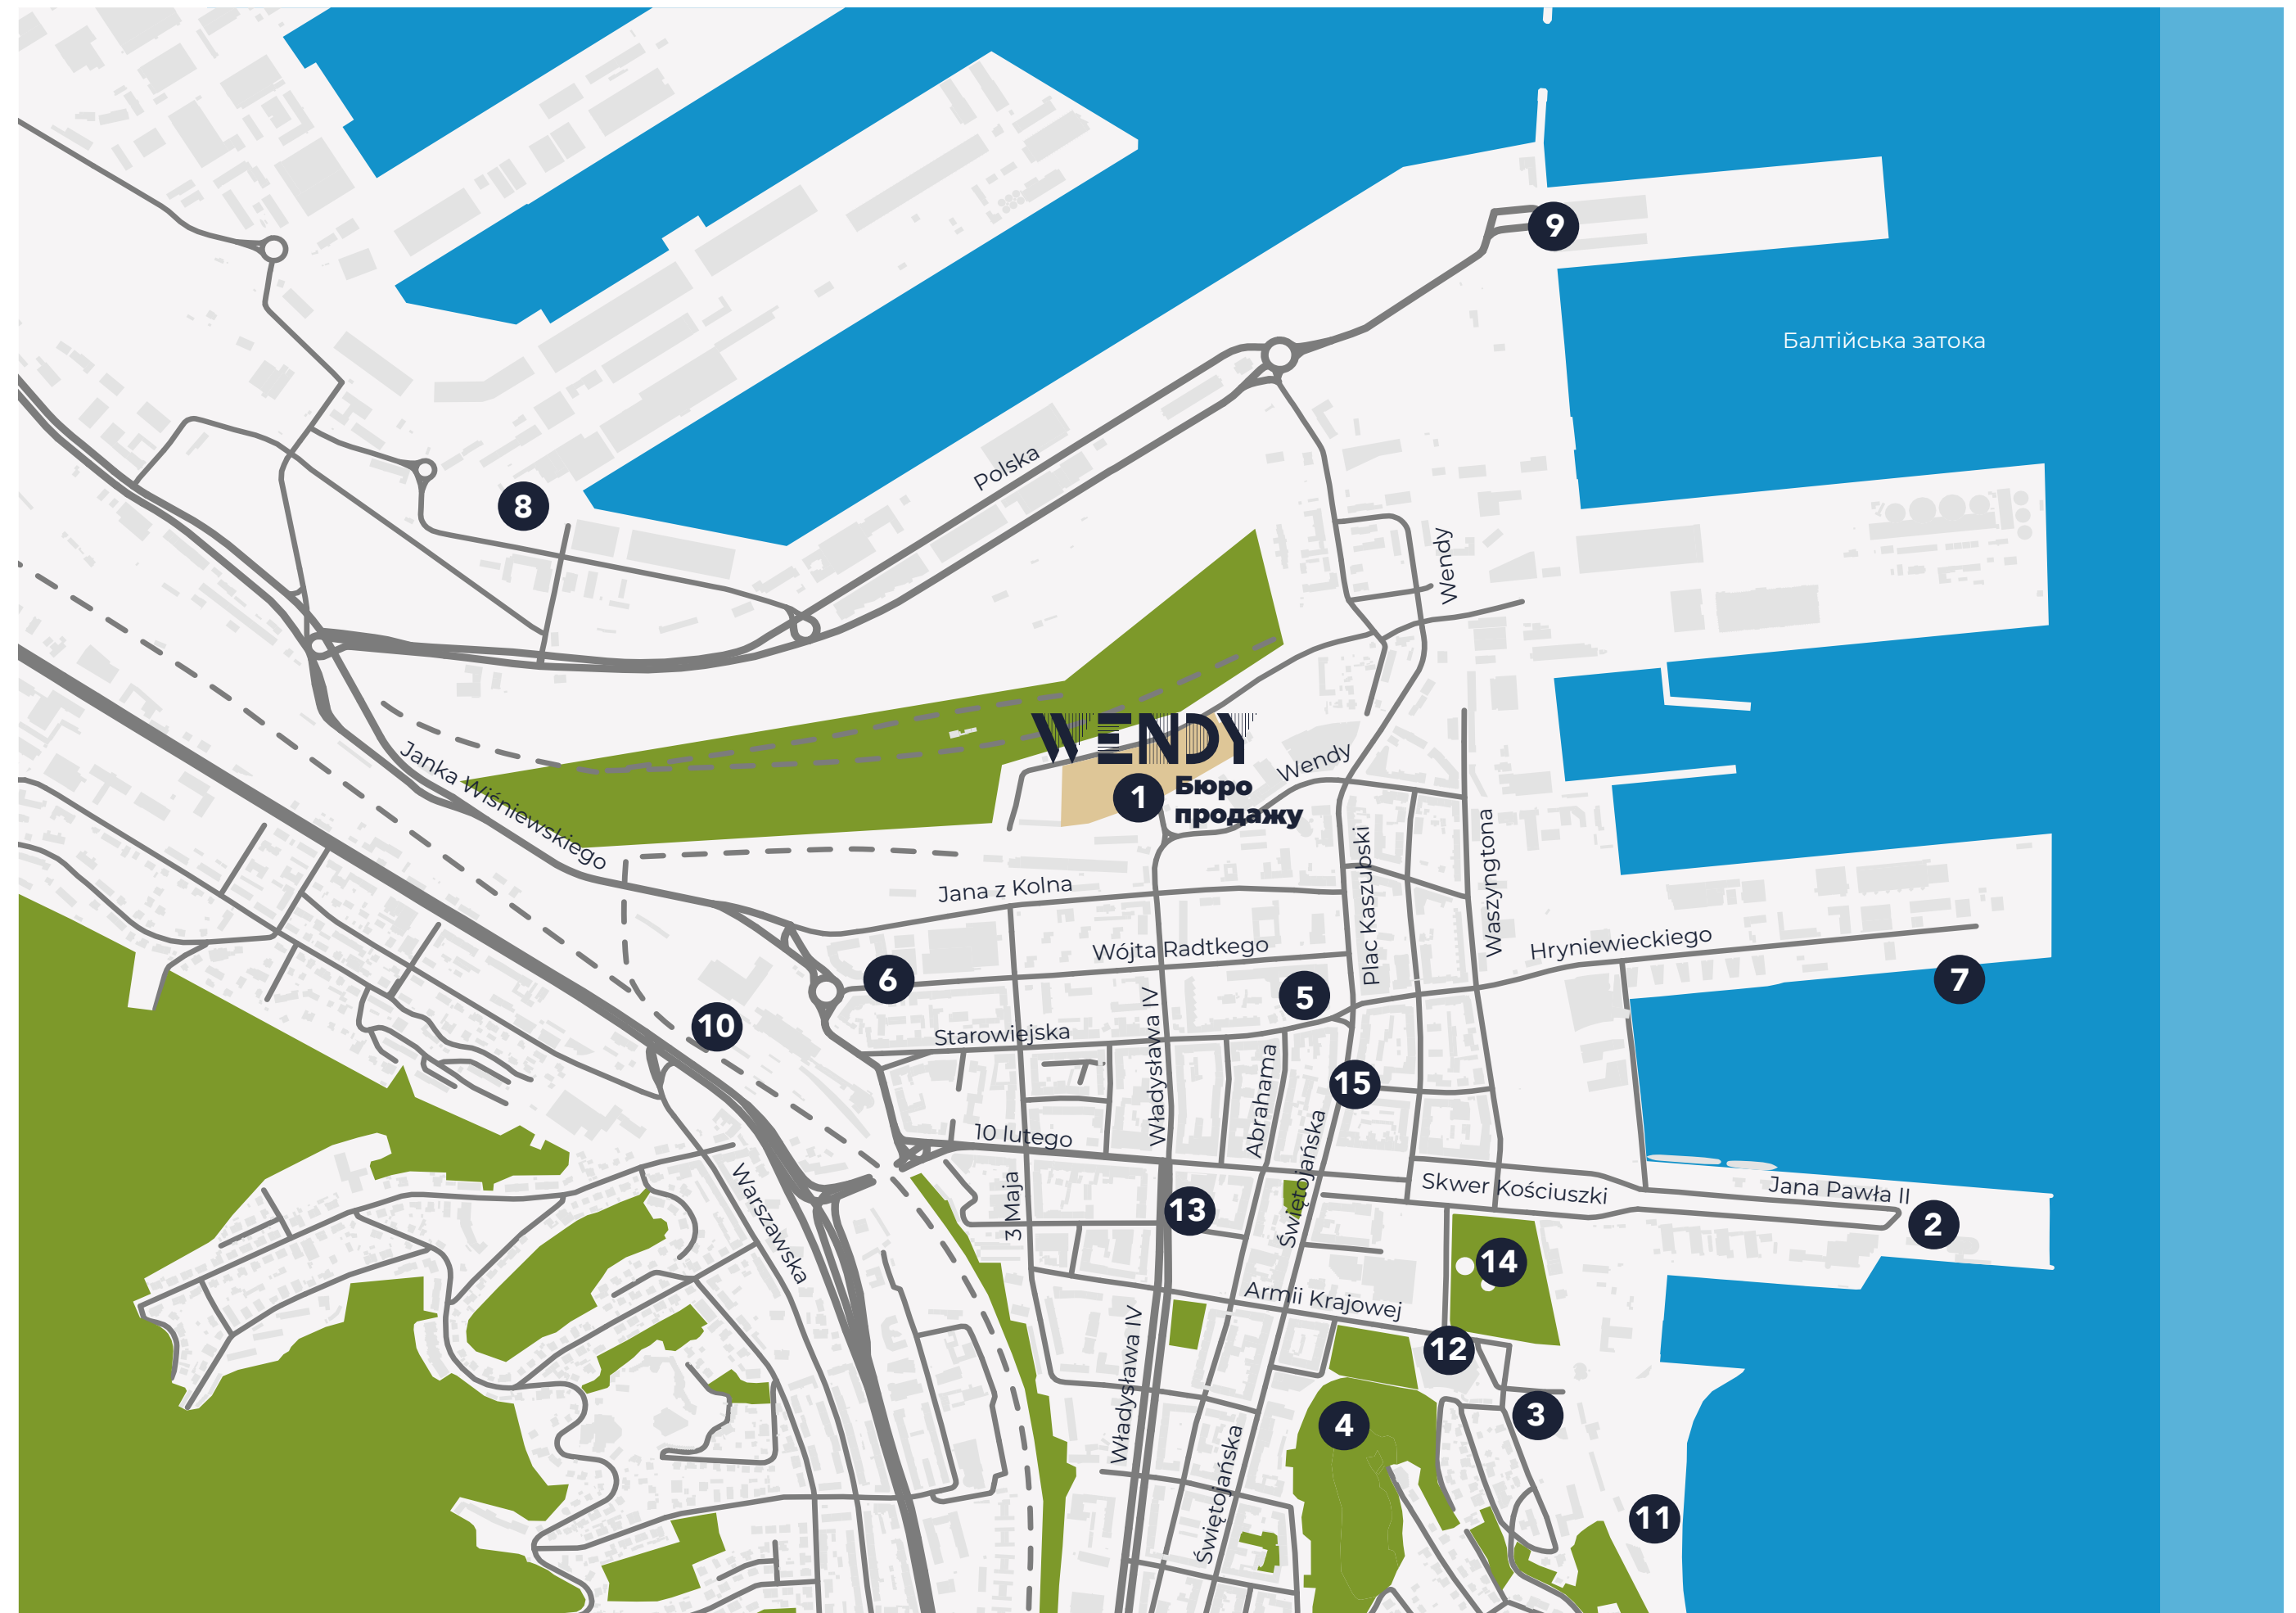 9
Балтійська затока
Polska
8
Wendy
WENDY
Janka Wiśniewskiego
Wendy
1
Бюро
продажу
Plac Kaszubski
Waszyngtona
Jana z Kolna
Wójta Radtkego
Hryniewieckiego
6
5
7
10
Starowiejska
Władysława IV
Abrahama
15
10 lutego
Świętojańska
Warszawska
3 Maja
13
Skwer Kościuszki
Jana Pawła II
2
14
Armii Krajowej
12
Władysława IV
4
3
Świętojańska
11